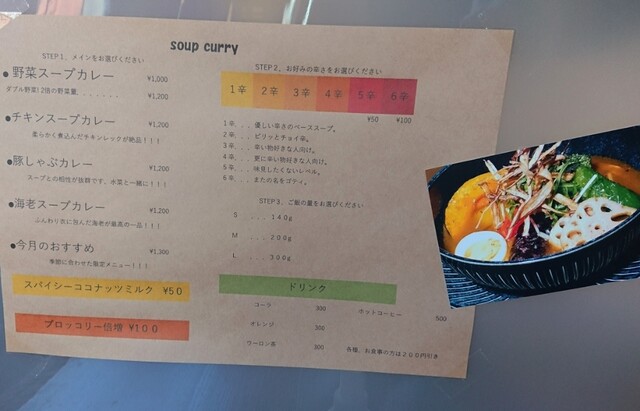 soup curry
STEP1、メインをお選びください
●野菜スープカレー ¥1,000
ダブル野菜!2倍の野菜量、．．．．．． ¥1,200
●チキンスープカレー ¥1,200
柔らかく煮込んだチキンレッグが絶品！！！
●豚しゃぶカレー ¥1,200
スープとの相性が抜群です、水菜と一緒に！！！
●海老スープカレー ¥1,200
ふんわり衣に包んだ海老が最高の一品！！！
●今月のおすすめ ¥1,300
季節に合わせた限定メニュー！！！
スパイシーココナッツミルク ¥50
ブロッコリー倍増 ¥100
STEP2、お好みの辛さをお選びください
1辛 2辛 3辛 4辛 5辛 6辛
¥50 ¥100
1辛．．．優しい辛さのベーススープ。
2辛．．．ピリッとチョイ辛。
3辛．．．辛い物好きな人向け。
4辛．．．更に辛い物好きな人向け。
5辛．．．味見したくないレベル。
6辛．．．またの名をゴディ。
STEP3、ご飯の量をお選びください
S ．．．140g
M ．．．200g
L ．．．300g
ドリンク
コーラ 300 ホットコーヒー 500
オレンジ 300
ウーロン茶 300 各種、お食事の方は200円引き